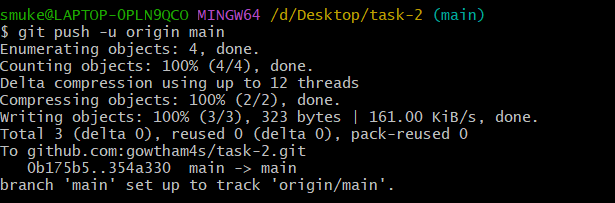 smuke@LAPTOP-OPLN9QCO MINGW64 /d/Desktop/task-2 (main)
$ git push -u origin main
Enumerating objects: 4, done.
Counting objects: 100% (4/4), done.
Delta compression using up to 12 threads
Compressing objects: 100% (2/2), done.
Writing objects: 100% (3/3), 323 bytes | 161.00 KiB/s, done.
Total 3 (delta 0), reused 0 (delta 0), pack-reused 0
To github.com:gowtham4s/task-2.git
   0b175b5..354a330  main -> main
branch 'main' set up to track 'origin/main'.